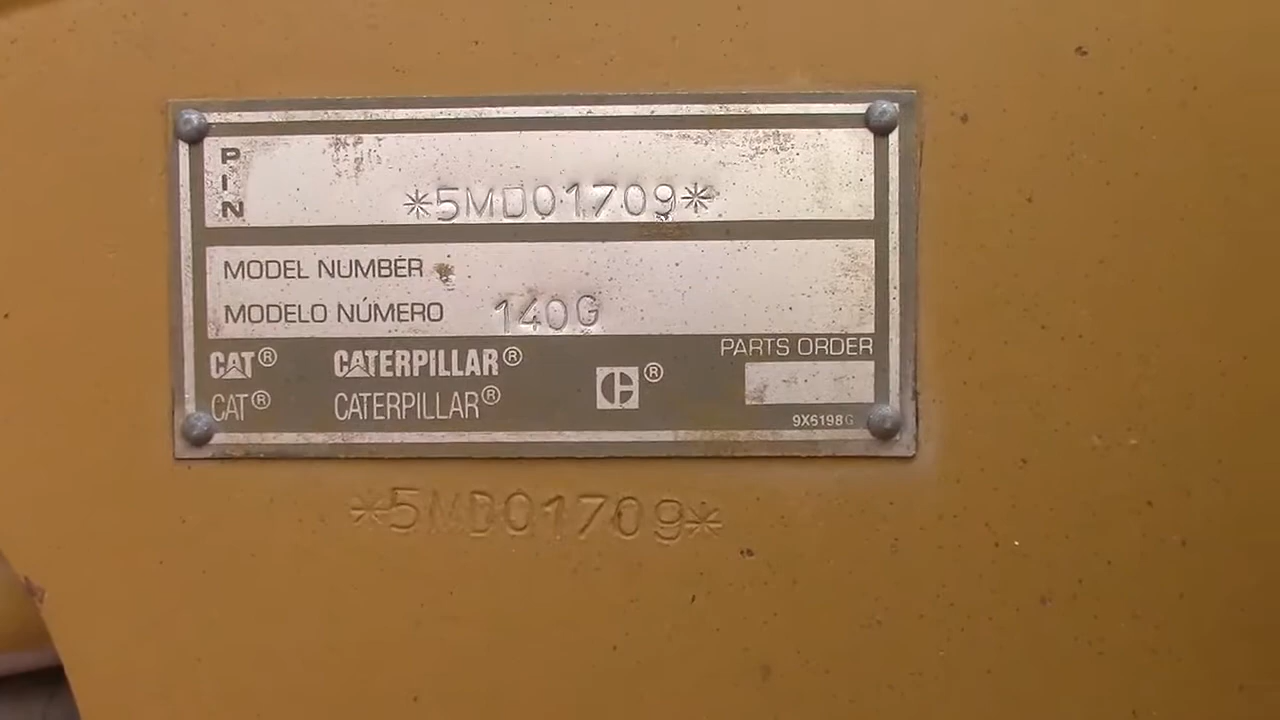 PIN
*5MD01709*
MODEL NUMBER
MODELO NÚMERO 140G
PARTS ORDER
CAT® CATERPILLAR® ®
CAT® CATERPILLAR®
9X6198G
*5MD01709*